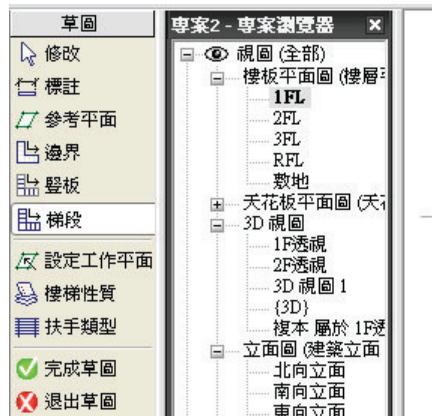 草圖
修改
標註
參考平面
邊界
豎板
梯段
設定工作平面
樓梯性質
扶手類型
完成草圖
退出草圖
專案2 - 專案瀏覽器
視圖 (全部)
樓板平面圖 (樓層平
1FL
2FL
3FL
RFL
敷地
天花板平面圖 (天花
3D 視圖
1F透視
2F透視
3D 視圖 1
{3D}
複本 屬於 1F透
立面圖 (建築立面
北向立面
南向立面
東向立面